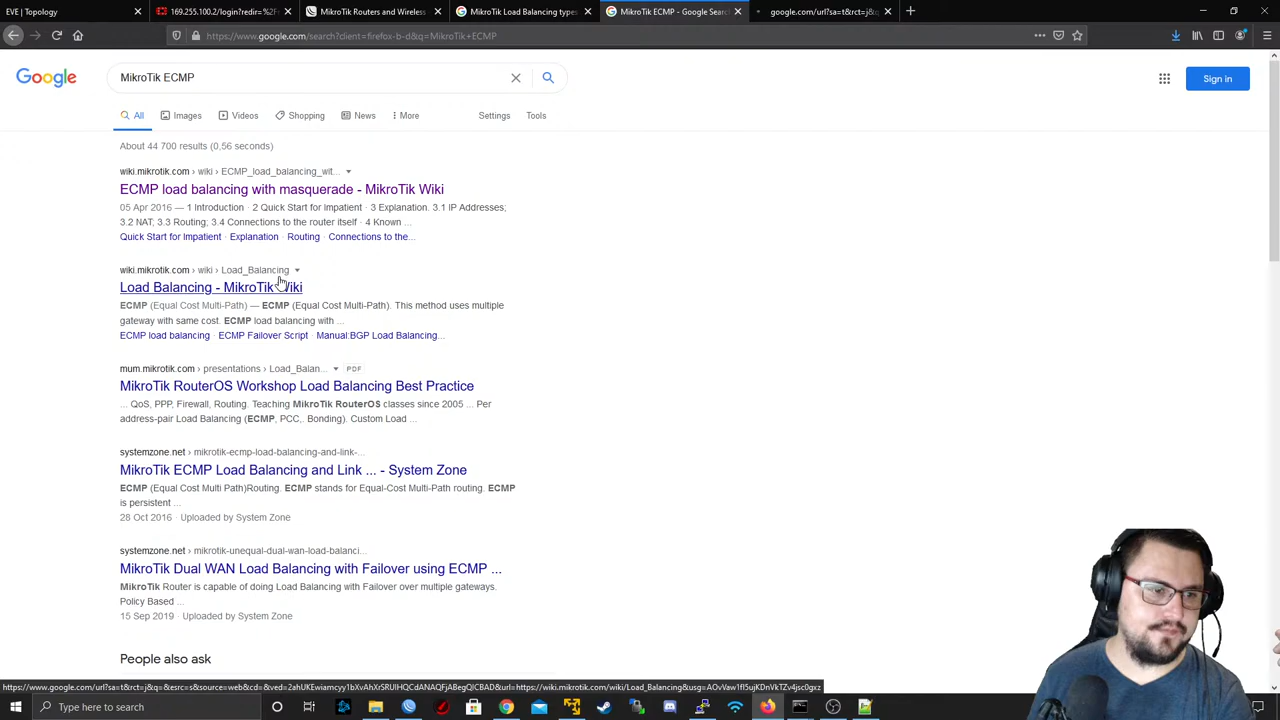 EVE | Topology
169.255.100.2/login?redirect=
MikroTik Routers and Wireless
MikroTik Load Balancing types
MikroTik ECMP - Google Search
google.com/url?sa=t&rct=j&q
https://www.google.com/search?client=firefox-b-d&q=MikroTik+ECMP
Google
MikroTik ECMP
Sign in
All
Images
Videos
Shopping
News
More
Settings
Tools
About 44 700 results (0,56 seconds)
wiki.mikrotik.com › wiki › ECMP_load_balancing_wit...
ECMP load balancing with masquerade - MikroTik Wiki
05 Apr 2016 — 1 Introduction · 2 Quick Start for Impatient · 3 Explanation. 3.1 IP Addresses;
3.2 NAT; 3.3 Routing; 3.4 Connections to the router itself · 4 Known ...
Quick Start for Impatient · Explanation · Routing · Connections to the...
wiki.mikrotik.com › wiki › Load_Balancing
Load Balancing - MikroTik Wiki
ECMP (Equal Cost Multi-Path) — ECMP (Equal Cost Multi-Path). This method uses multiple
gateway with same cost. ECMP load balancing with ...
ECMP load balancing · ECMP Failover Script · Manual:BGP Load Balancing...
mum.mikrotik.com › presentations › Load_Balan... PDF
MikroTik RouterOS Workshop Load Balancing Best Practice
... QoS, PPP, Firewall, Routing. Teaching MikroTik RouterOS classes since 2005 ... Per
address-pair Load Balancing (ECMP, PCC,. Bonding). Custom Load ...
systemzone.net › mikrotik-ecmp-load-balancing-and-link-...
MikroTik ECMP Load Balancing and Link ... - System Zone
ECMP (Equal Cost Multi Path)Routing. ECMP stands for Equal-Cost Multi-Path routing. ECMP
is persistent ...
28 Oct 2016 · Uploaded by System Zone
systemzone.net › mikrotik-unequal-dual-wan-load-balanci...
MikroTik Dual WAN Load Balancing with Failover using ECMP ...
MikroTik Router is capable of doing Load Balancing with Failover over multiple gateways.
Policy Based ...
15 Sep 2019 · Uploaded by System Zone
People also ask
Type here to search